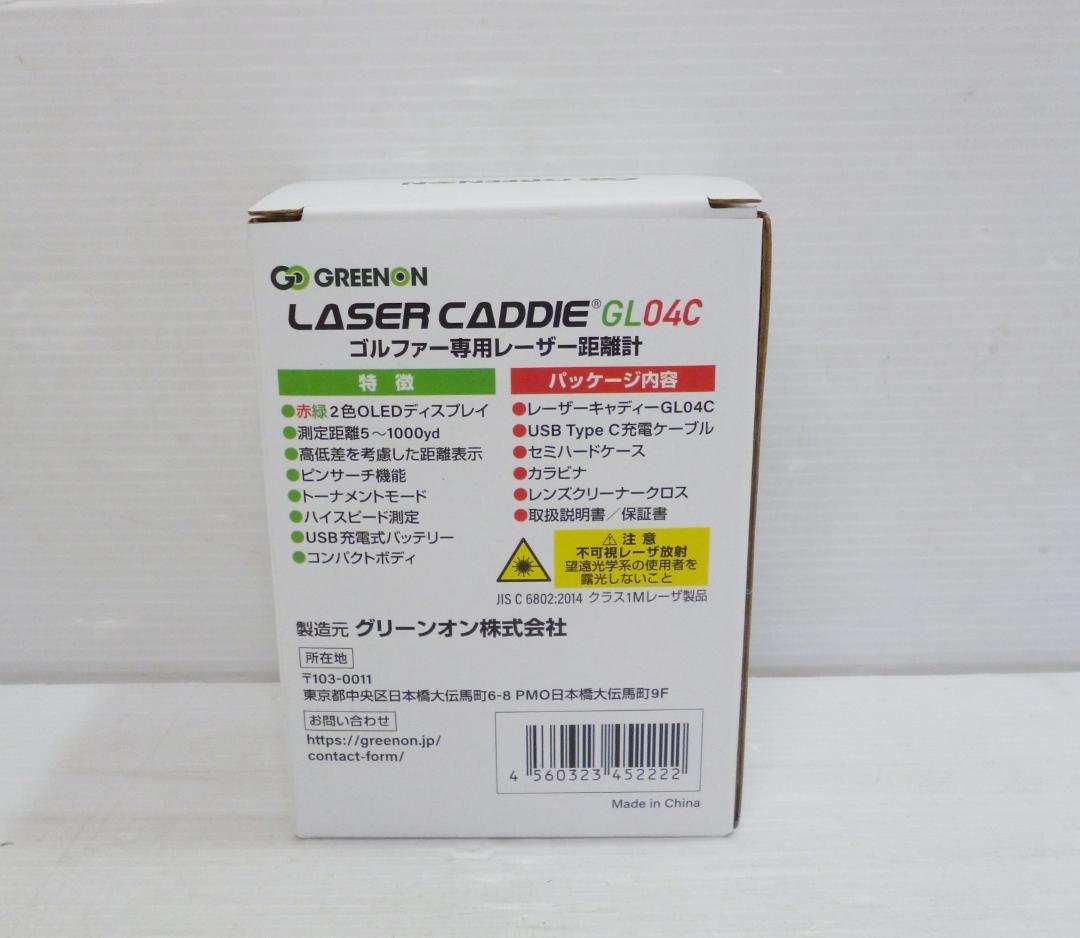 GREENON
GREENON
LASER CADDIE® GL04C
ゴルファー専用レーザー距離計
特徴
●赤緑2色OLEDディスプレイ
●測定距離5～1000yd
●高低差を考慮した距離表示
●ピンサーチ機能
●トーナメントモード
●ハイスピード測定
●USB充電式バッテリー
●コンパクトボディ
パッケージ内容
●レーザーキャディーGL04C
●USB Type C充電ケーブル
●セミハードケース
●カラビナ
●レンズクリーナークロス
●取扱説明書／保証書
⚠ 注意
不可視レーザ放射
望遠光学系の使用者を
露光しないこと
JIS C 6802:2014 クラス1Mレーザ製品
製造元 グリーンオン株式会社
所在地
〒103-0011
東京都中央区日本橋大伝馬町6-8 PMO日本橋大伝馬町9F
お問い合わせ
https://greenon.jp/
contact-form/
4 560323 452222
Made in China